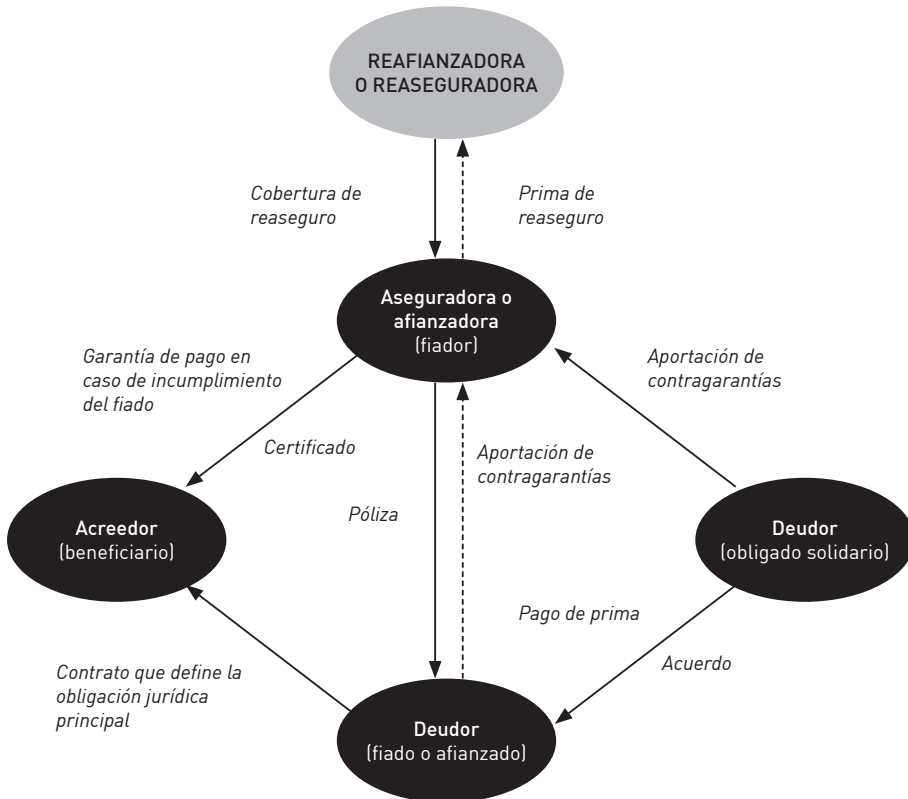 REAFIANZADORA
O REASEGURADORA
Cobertura de
reaseguro
Prima de
reaseguro
Aseguradora o
afianzadora
(fiador)
Garantía de pago en
caso de incumplimiento
del fiado
Aportación de
contragarantías
Certificado
Aportación de
contragarantías
Póliza
Acreedor
(beneficiario)
Deudor
(obligado solidario)
Pago de prima
Acuerdo
Contrato que define la
obligación jurídica
principal
Deudor
(fiado o afianzado)